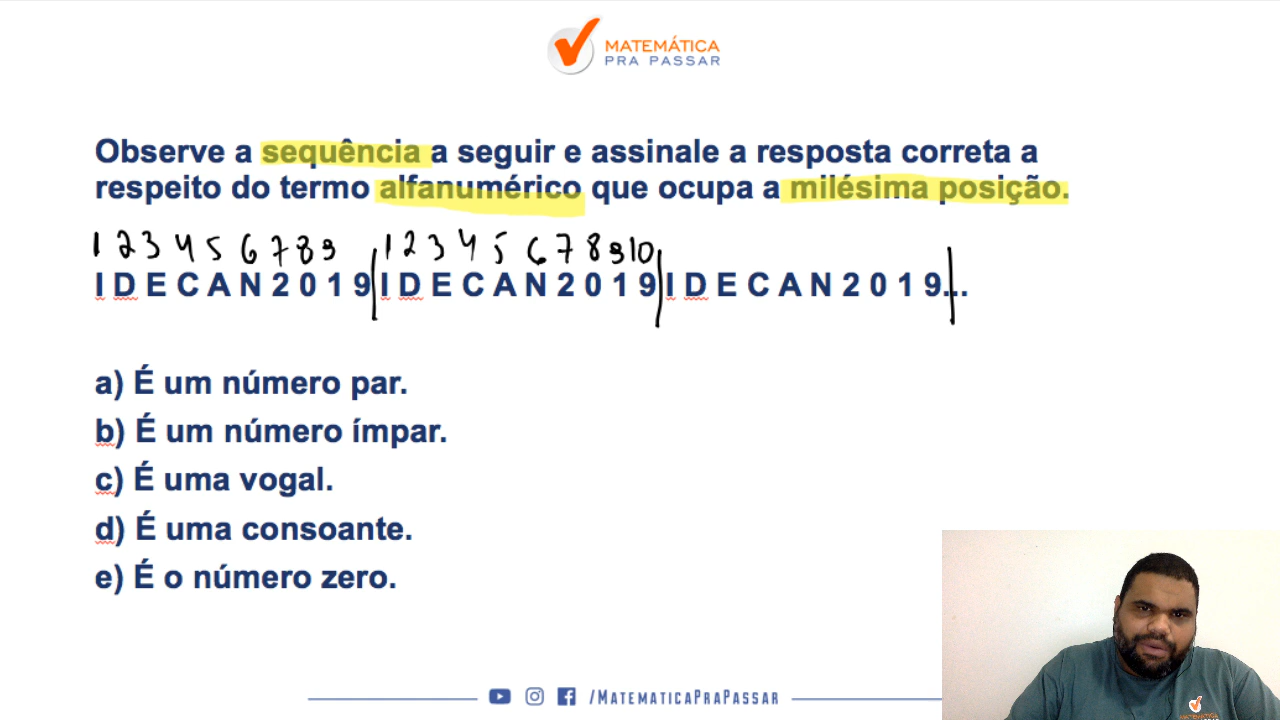 MATEMÁTICA
PRA PASSAR
Observe a sequência a seguir e assinale a resposta correta a
respeito do termo alfanumérico que ocupa a milésima posição.
1 2 3 4 5 6 7 8 9 1 2 3 4 5 6 7 8 9 10
I D E C A N 2 0 1 9 I D E C A N 2 0 1 9 I D E C A N 2 0 1 9...
a) É um número par.
b) É um número ímpar.
c) É uma vogal.
d) É uma consoante.
e) É o número zero.
/MATEMATICAPRAPASSAR
MATEMÁTICA